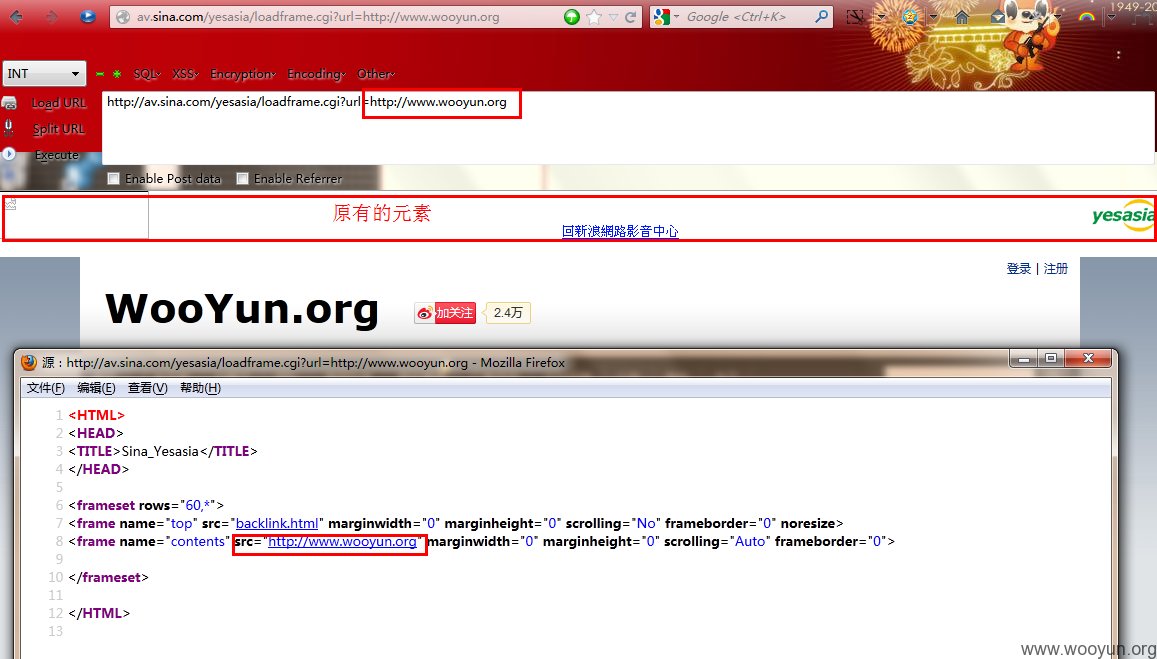 av.sina.com/yesasia/loadframe.cgi?url=http://www.wooyun.org
Google <Ctrl+K>
1949-20
INT
SQL
XSS
Encryption
Encoding
Other
Load URL
http://av.sina.com/yesasia/loadframe.cgi?url=http://www.wooyun.org
Split URL
Execute
Enable Post data
Enable Referrer
原有的元素
yesasia
回新浪網路影音中心
登录 | 注册
WooYun.org
加关注
2.4万
源 : http://av.sina.com/yesasia/loadframe.cgi?url=http://www.wooyun.org - Mozilla Firefox
文件(F) 编辑(E) 查看(V) 帮助(H)
1 <HTML>
2 <HEAD>
3 <TITLE>Sina_Yesasia</TITLE>
4 </HEAD>
5
6 <frameset rows="60,*">
7 <frame name="top" src="backlink.html" marginwidth="0" marginheight="0" scrolling="No" frameborder="0" noresize>
8 <frame name="contents" src="http://www.wooyun.org" marginwidth="0" marginheight="0" scrolling="Auto" frameborder="0">
9
10 </frameset>
11
12 </HTML>
13
www.wooyun.org